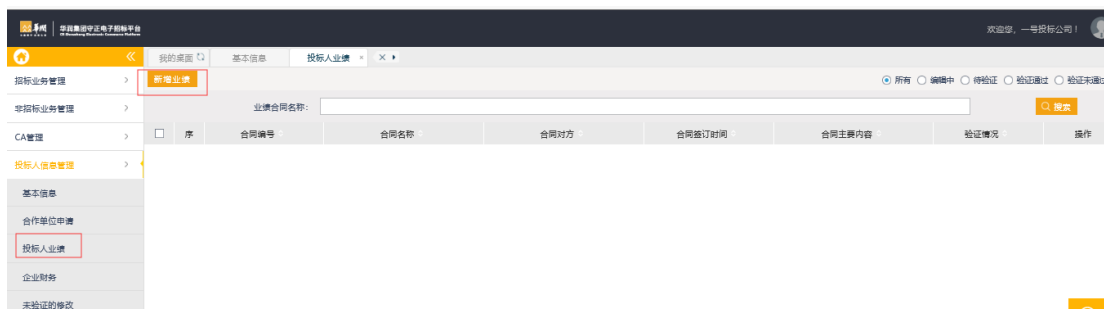 华润 华润集团守正电子招标平台
欢迎您，一号投标公司！
我的桌面 基本信息 投标人业绩
招标业务管理
新增业绩
所有 编辑中 待验证 验证通过 验证未通过
非招标业务管理
业绩合同名称：
搜索
CA管理
序 合同编号 合同名称 合同对方 合同签订时间 合同主要内容 验证情况 操作
投标人信息管理
基本信息
合作单位申请
投标人业绩
企业财务
未验证的修改